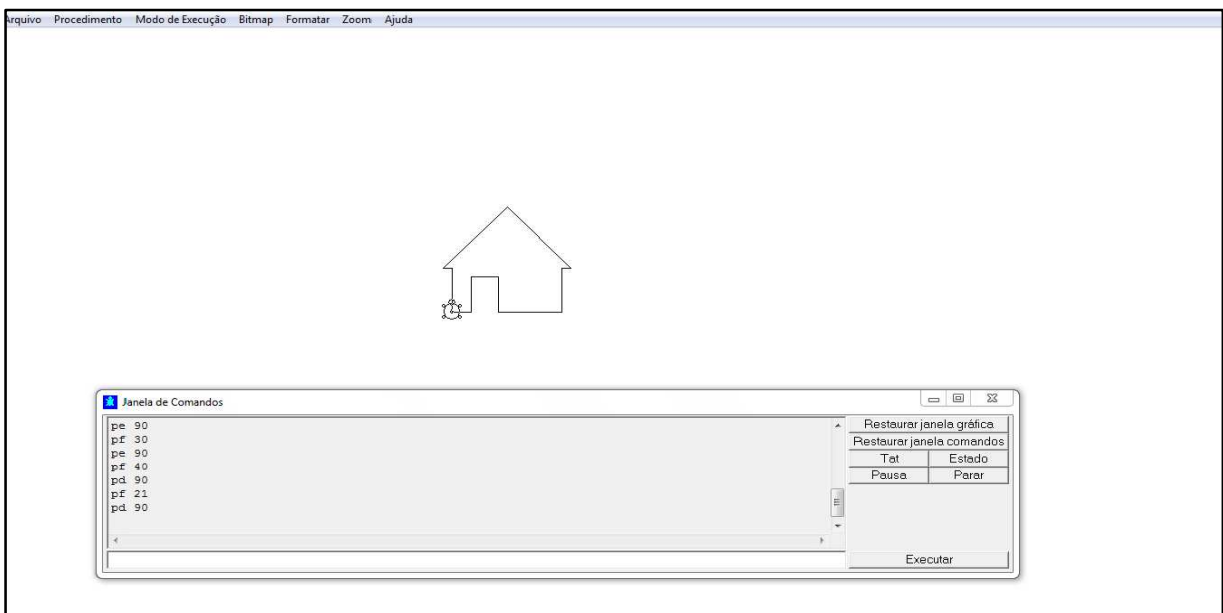 Arquivo Procedimento Modo de Execução Bitmap Formatar Zoom Ajuda
Janela de Comandos
pe 90
pf 30
pe 90
pf 40
pd 90
pf 21
pd 90
Restaurar janela gráfica
Restaurar janela comandos
Tat Estado
Pausa Parar
Executar